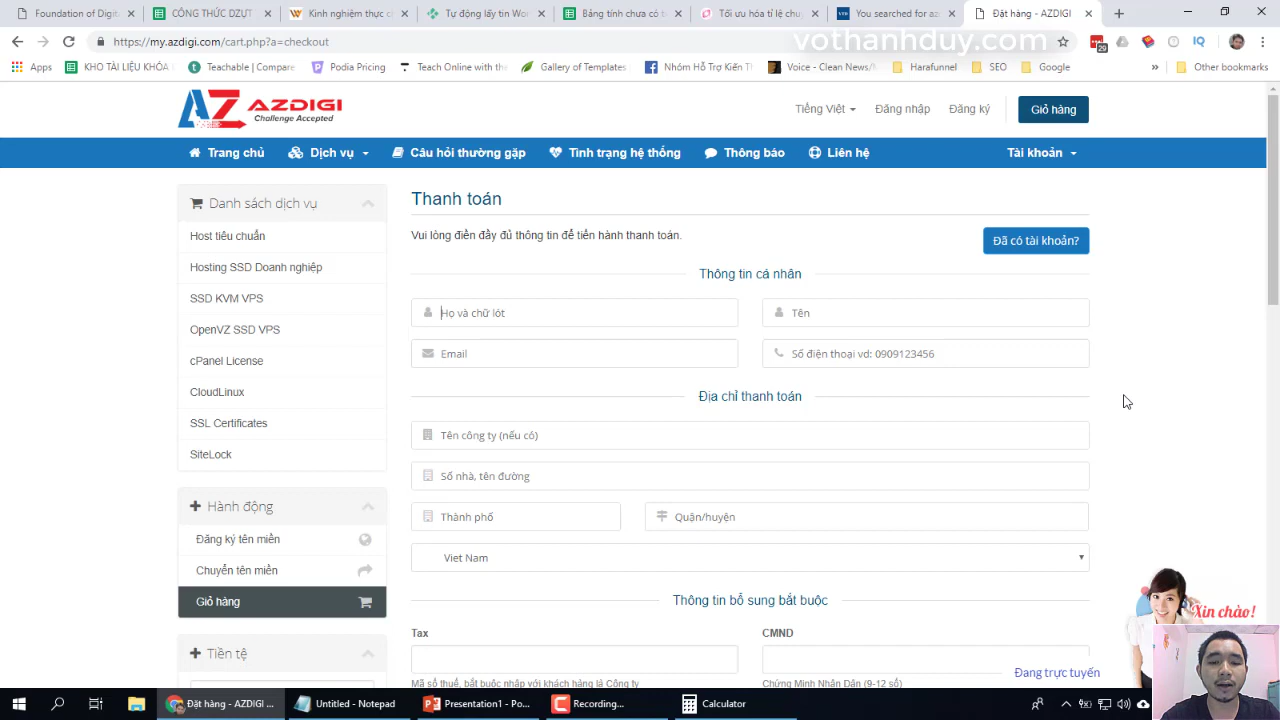 Foundation of Digit
CÔNG THỨC DZỤT
Kinh nghiệm thực c
Tự động lấy tin Wor
Bảng tính chưa có t
Tối ưu hóa tỉ lệ chu
You searched for az
Đặt hàng - AZDIGI
https://my.azdigi.com/cart.php?a=checkout
vothanhduy.com
29
IQ
Apps
KHO TÀI LIỆU KHÓA
Teachable | Compare
Podia Pricing
Teach Online with the
Gallery of Templates
Nhóm Hỗ Trợ Kiến T
Voice - Clean News/
Harafunnel
SEO
Google
»
Other bookmarks
AZDIGI
Challenge Accepted
Tiếng Việt
Đăng nhập
Đăng ký
Giỏ hàng
Trang chủ
Dịch vụ
Câu hỏi thường gặp
Tình trạng hệ thống
Thông báo
Liên hệ
Tài khoản
Danh sách dịch vụ
Host tiêu chuẩn
Hosting SSD Doanh nghiệp
SSD KVM VPS
OpenVZ SSD VPS
cPanel License
CloudLinux
SSL Certificates
SiteLock
Hành động
Đăng ký tên miền
Chuyển tên miền
Giỏ hàng
Tiền tệ
Thanh toán
Vui lòng điền đầy đủ thông tin để tiến hành thanh toán.
Đã có tài khoản?
Thông tin cá nhân
Họ và chữ lót
Tên
Email
Số điện thoại vd: 0909123456
Địa chỉ thanh toán
Tên công ty (nếu có)
Số nhà, tên đường
Thành phố
Quận/huyện
Viet Nam
Thông tin bổ sung bắt buộc
Tax
CMND
Mã số thuế, bắt buộc nhập với khách hàng là Công ty
Chứng Minh Nhân Dân (9-12 số)
Xin chào!
Đang trực tuyến
Đặt hàng - AZDIGI ...
Untitled - Notepad
Presentation1 - Po...
Recording...
Calculator